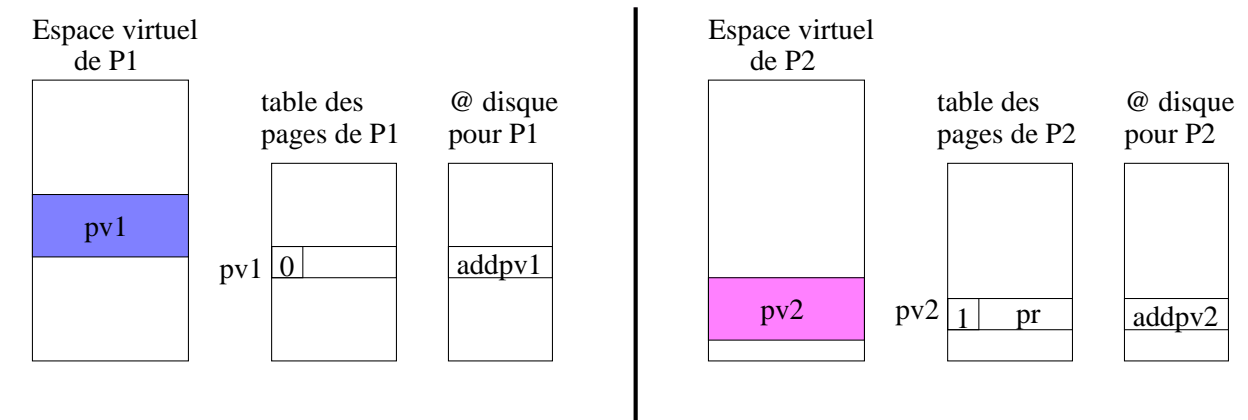 Espace virtuel
de P1
table des
pages de P1
@ disque
pour P1
pv1
pv1
0
addpv1
Espace virtuel
de P2
table des
pages de P2
@ disque
pour P2
pv2
pv2
1
pr
addpv2